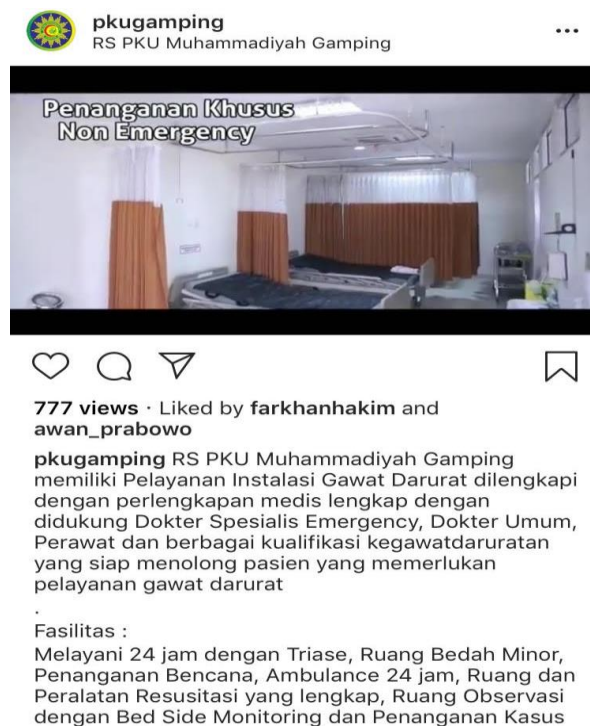 pkugamping
RS PKU Muhammadiyah Gamping
Penanganan Khusus
Non Emergency
777 views · Liked by farkhanhakim and
awan_prabowo
pkugamping RS PKU Muhammadiyah Gamping
memiliki Pelayanan Instalasi Gawat Darurat dilengkapi
dengan perlengkapan medis lengkap dengan
didukung Dokter Spesialis Emergency, Dokter Umum,
Perawat dan berbagai kualifikasi kegawatdaruratan
yang siap menolong pasien yang memerlukan
pelayanan gawat darurat
.
Fasilitas :
Melayani 24 jam dengan Triase, Ruang Bedah Minor,
Penanganan Bencana, Ambulance 24 jam, Ruang dan
Peralatan Resusitasi yang lengkap, Ruang Observasi
dengan Bed Side Monitoring dan Penanganan Kasus